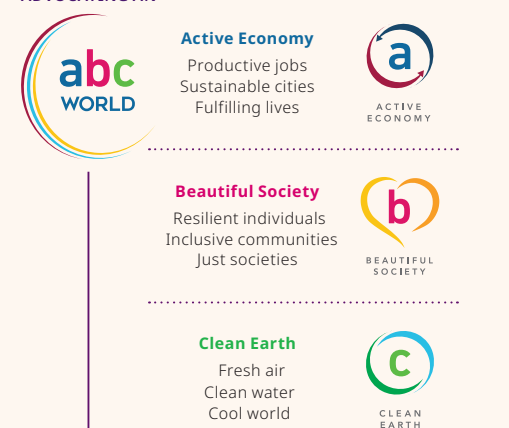 abc
WORLD
Active Economy
Productive jobs
Sustainable cities
Fulfilling lives
a
ACTIVE
ECONOMY
Beautiful Society
Resilient individuals
Inclusive communities
Just societies
b
BEAUTIFUL
SOCIETY
Clean Earth
Fresh air
Clean water
Cool world
c
CLEAN
EARTH